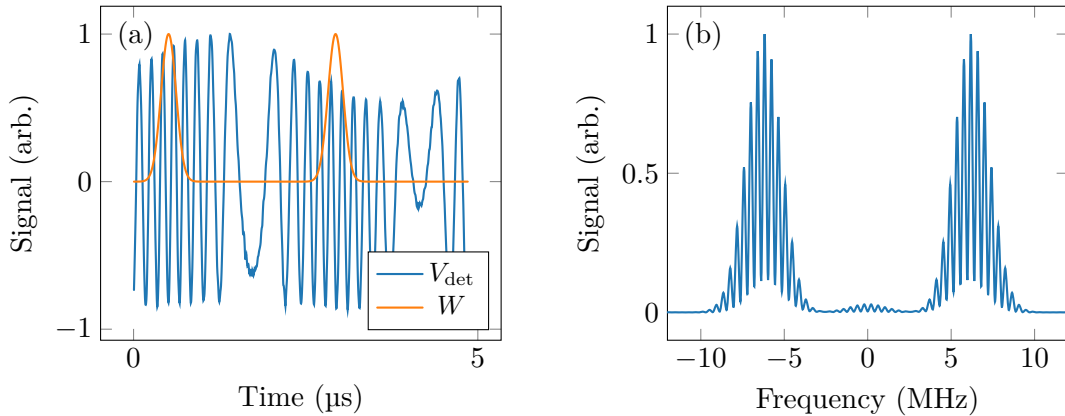 (a)
Signal (arb.)
1
0
−1
V_det
W
0
5
Time (µs)
(b)
Signal (arb.)
1
0.5
0
−10
−5
0
5
10
Frequency (MHz)